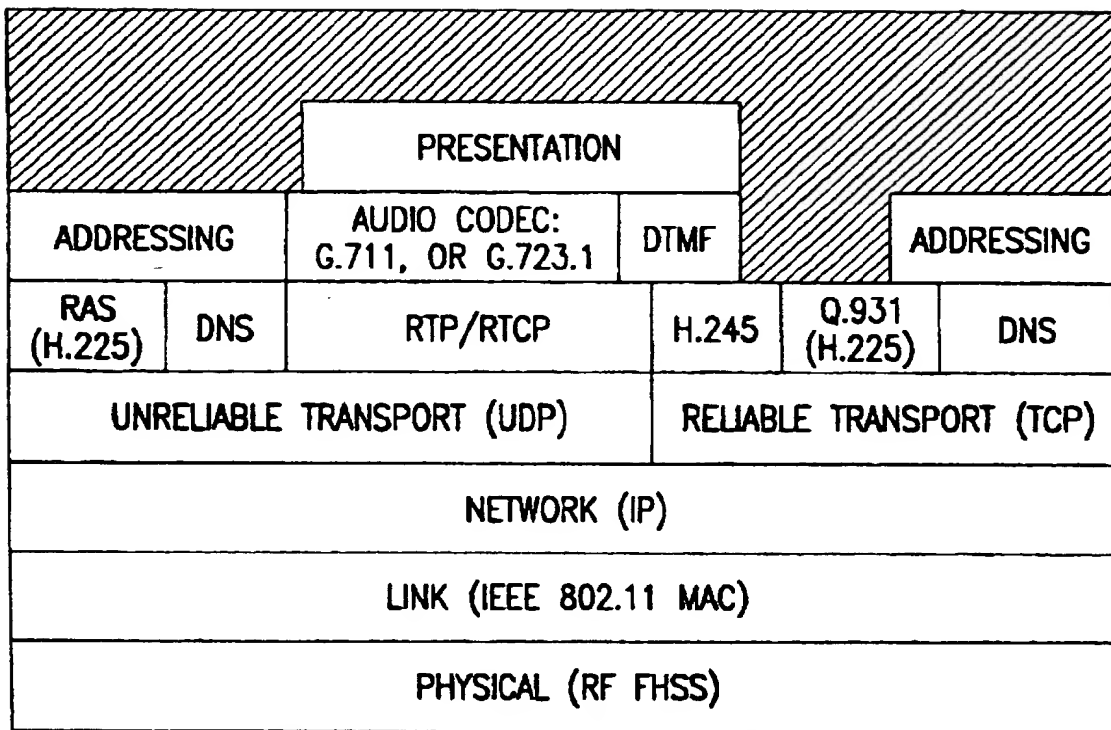 PRESENTATION
ADDRESSING
AUDIO CODEC:
G.711, OR G.723.1
DTMF
ADDRESSING
RAS
(H.225)
DNS
RTP/RTCP
H.245
Q.931
(H.225)
DNS
UNRELIABLE TRANSPORT (UDP)
RELIABLE TRANSPORT (TCP)
NETWORK (IP)
LINK (IEEE 802.11 MAC)
PHYSICAL (RF FHSS)